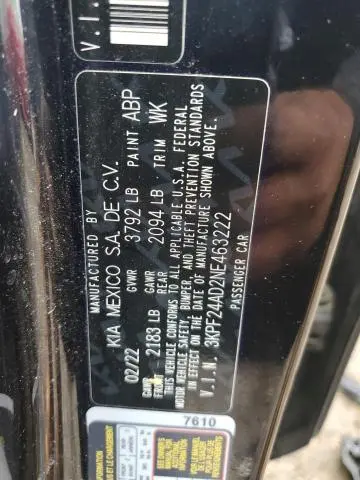 V.I.N.
MANUFACTURED BY
KIA MEXICO S.A. DE C.V.
02/22 GVWR 3792 LB PAINT ABP
GAWR FRONT 2183 LB GAWR REAR 2094 LB TRIM WK
THIS VEHICLE CONFORMS TO ALL APPLICABLE U.S.A. FEDERAL
MOTOR VEHICLE SAFETY, BUMPER, AND THEFT PREVENTION STANDARDS
IN EFFECT ON THE DATE OF MANUFACTURE SHOWN ABOVE.
V.I.N. 3KPF24AD2NE463222
PASSENGER CAR
7610